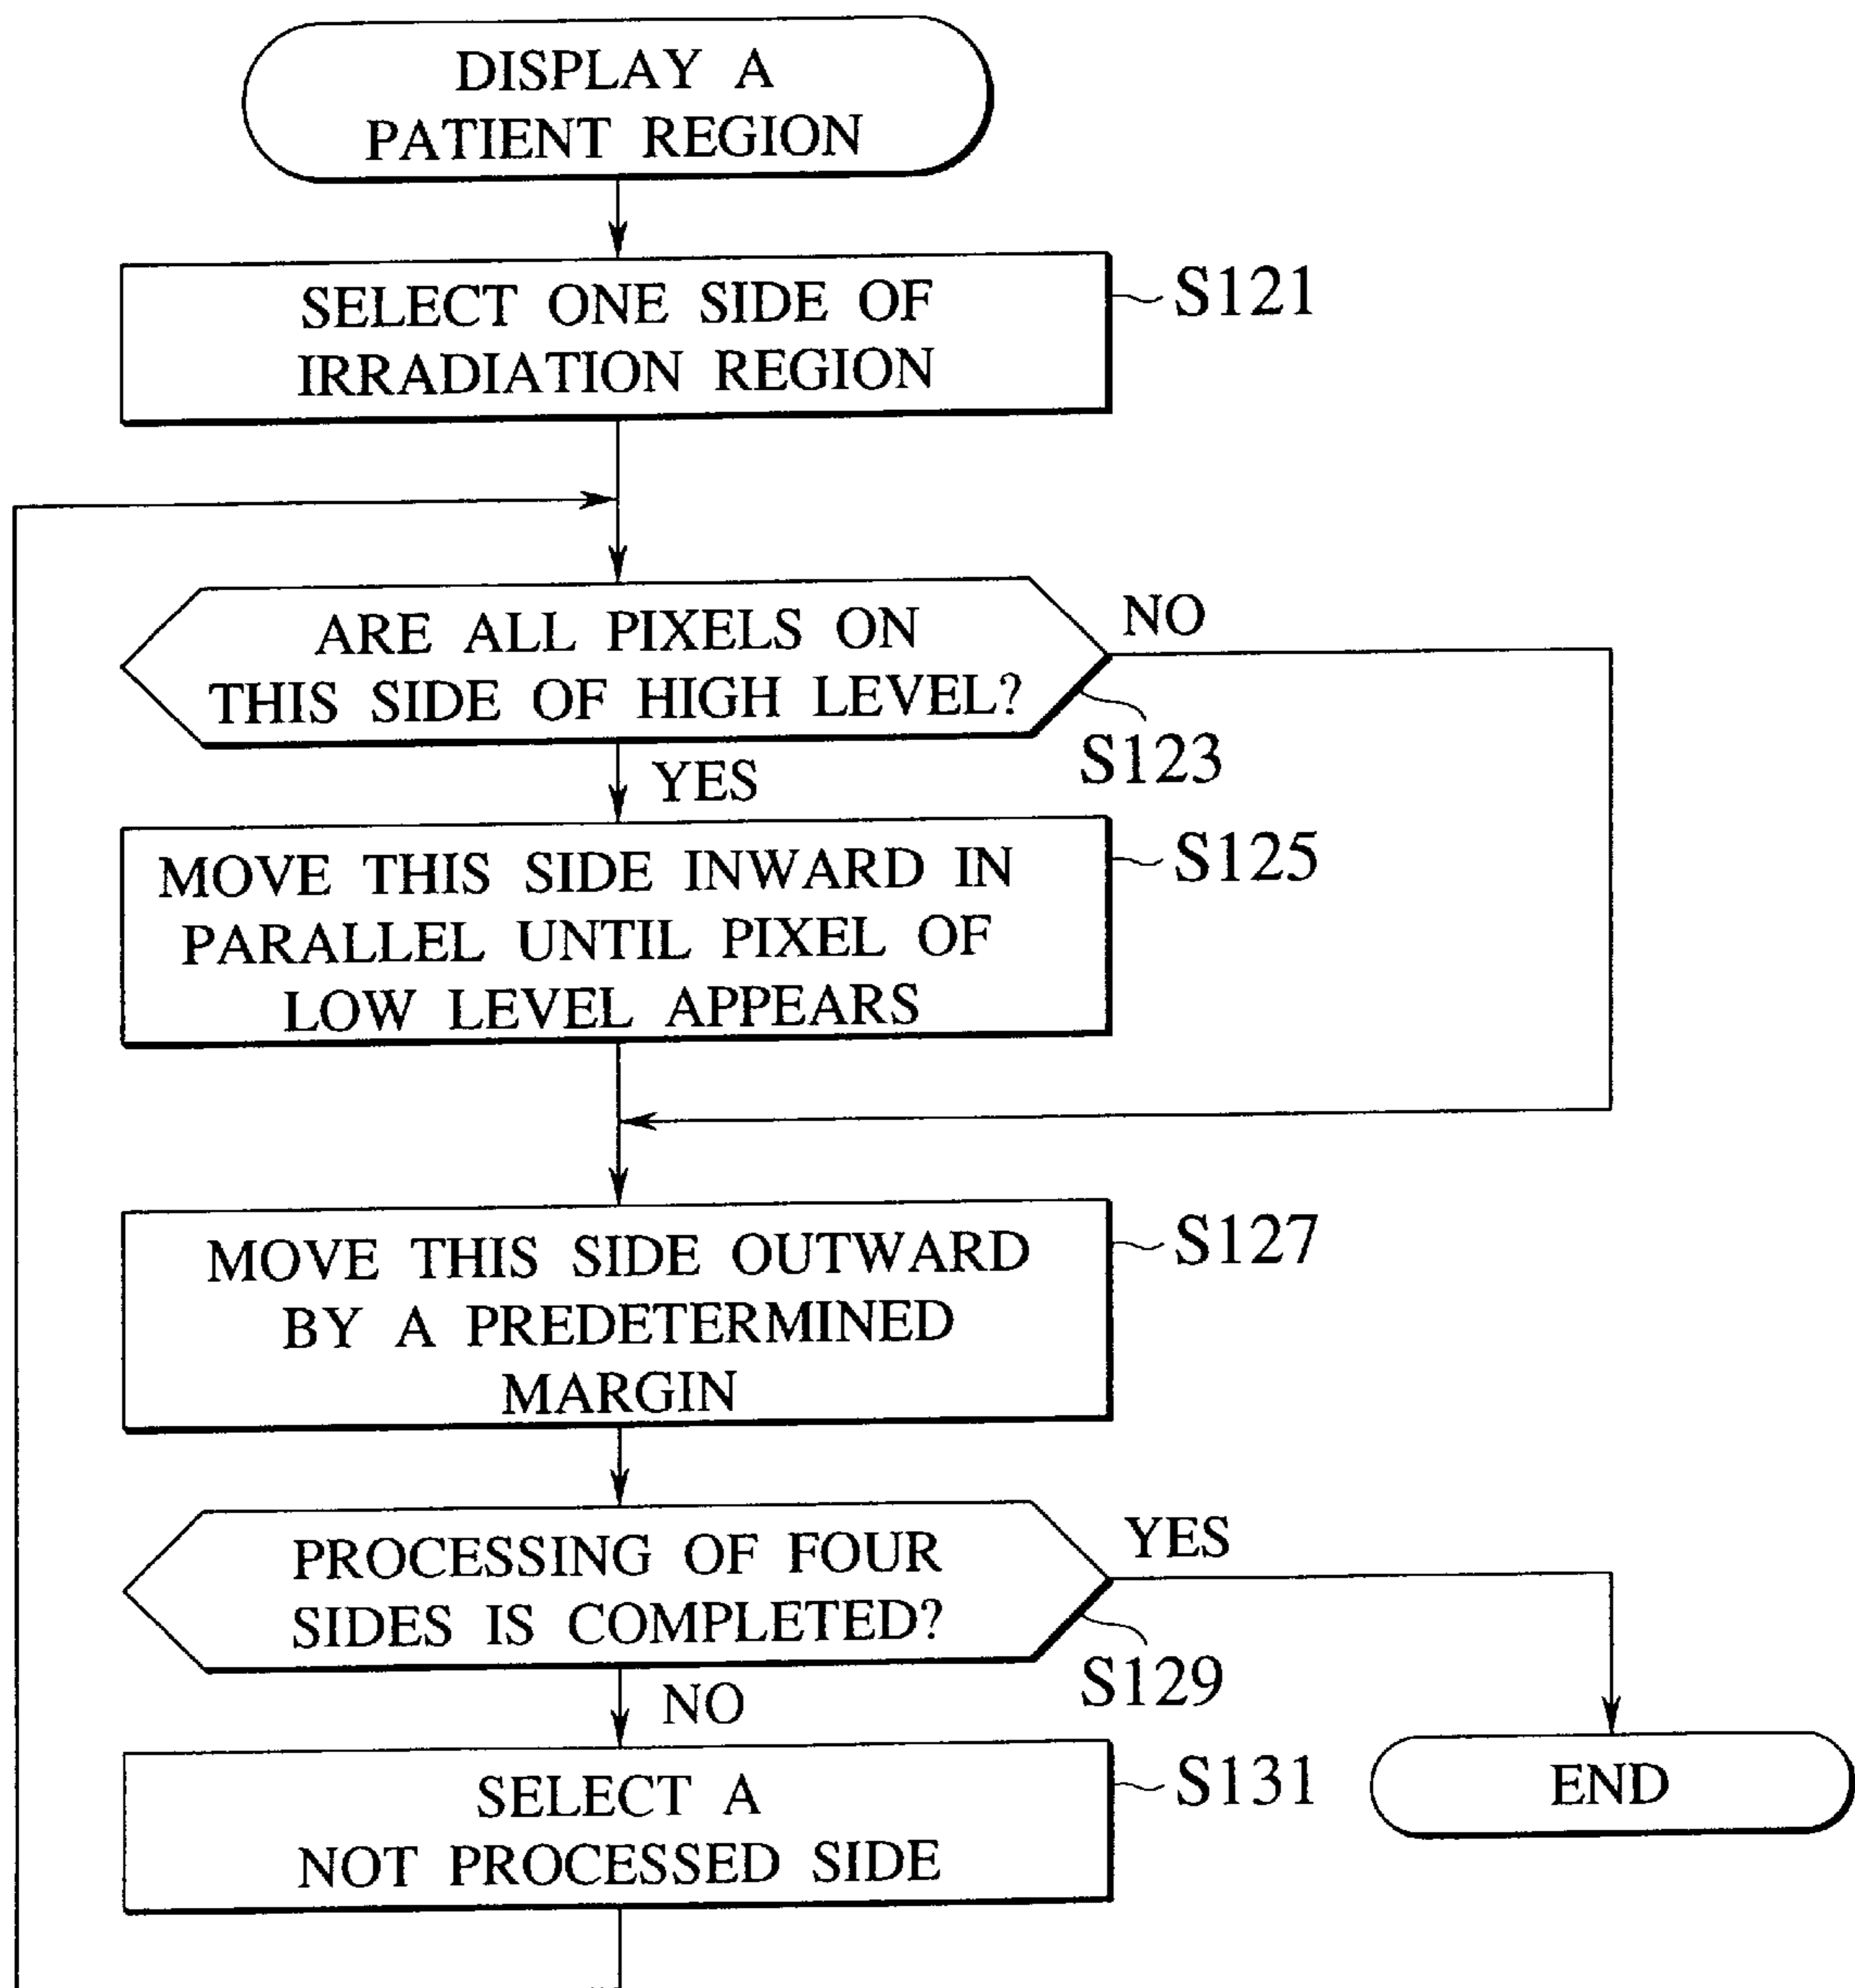 DISPLAY A
PATIENT REGION
SELECT ONE SIDE OF
IRRADIATION REGION
S121
ARE ALL PIXELS ON
THIS SIDE OF HIGH LEVEL?
NO
S123
YES
MOVE THIS SIDE INWARD IN
PARALLEL UNTIL PIXEL OF
LOW LEVEL APPEARS
S125
MOVE THIS SIDE OUTWARD
BY A PREDETERMINED
MARGIN
S127
PROCESSING OF FOUR
SIDES IS COMPLETED?
YES
S129
NO
SELECT A
NOT PROCESSED SIDE
S131
END